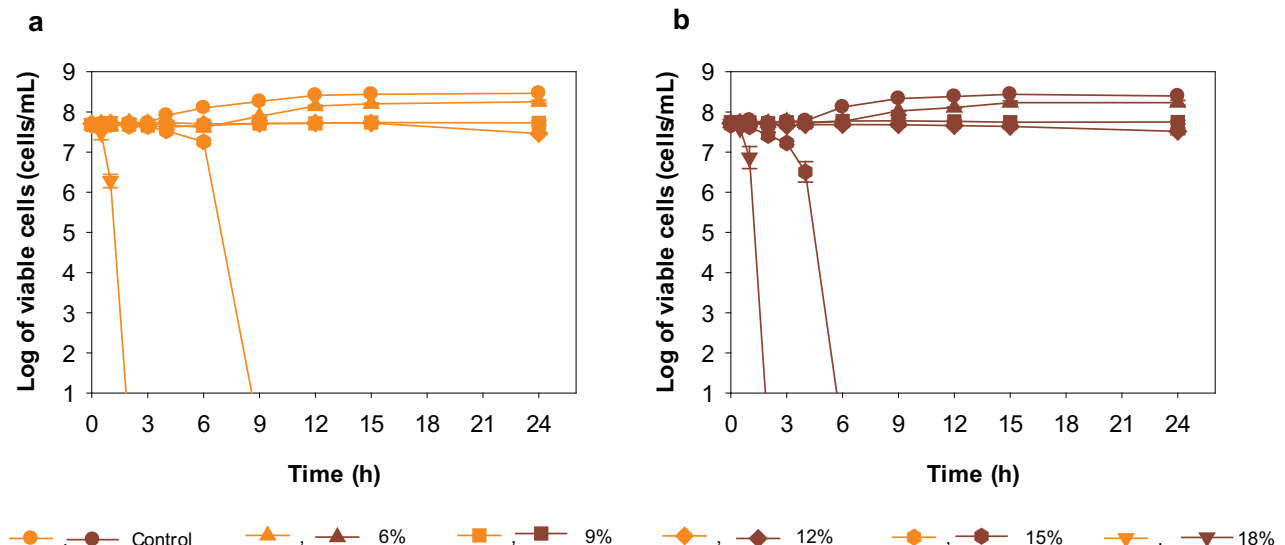 a
b
Log of viable cells (cells/mL)
9
8
7
6
5
4
3
2
1
0 3 6 9 12 15 18 21 24
Time (h)
Log of viable cells (cells/mL)
9
8
7
6
5
4
3
2
1
0 3 6 9 12 15 18 21 24
Time (h)
, Control , 6% , 9% , 12% , 15% , 18%